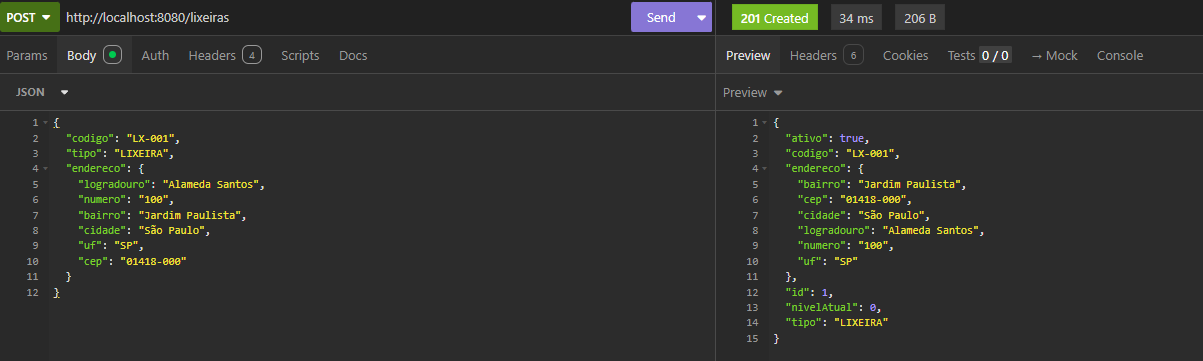 POST http://localhost:8080/lixeiras Send
Params Body Auth Headers 4 Scripts Docs
JSON
1 {
2 "codigo": "LX-001",
3 "tipo": "LIXEIRA",
4 "endereco": {
5 "logradouro": "Alameda Santos",
6 "numero": "100",
7 "bairro": "Jardim Paulista",
8 "cidade": "São Paulo",
9 "uf": "SP",
10 "cep": "01418-000"
11 }
12 }
201 Created 34 ms 206 B
Preview Headers 6 Cookies Tests 0 / 0 → Mock Console
Preview
1 {
2 "ativo": true,
3 "codigo": "LX-001",
4 "endereco": {
5 "bairro": "Jardim Paulista",
6 "cep": "01418-000",
7 "cidade": "São Paulo",
8 "logradouro": "Alameda Santos",
9 "numero": "100",
10 "uf": "SP"
11 },
12 "id": 1,
13 "nivelAtual": 0,
14 "tipo": "LIXEIRA"
15 }